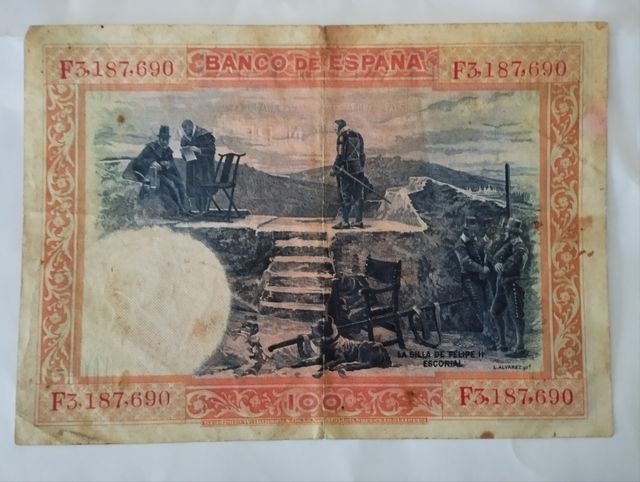 F3,187,690
BANCO DE ESPAÑA
F3,187,690
LA SILLA DE FELIPE II
ESCORIAL
L. ALVAREZ
F3,187,690
100
F3,187,690